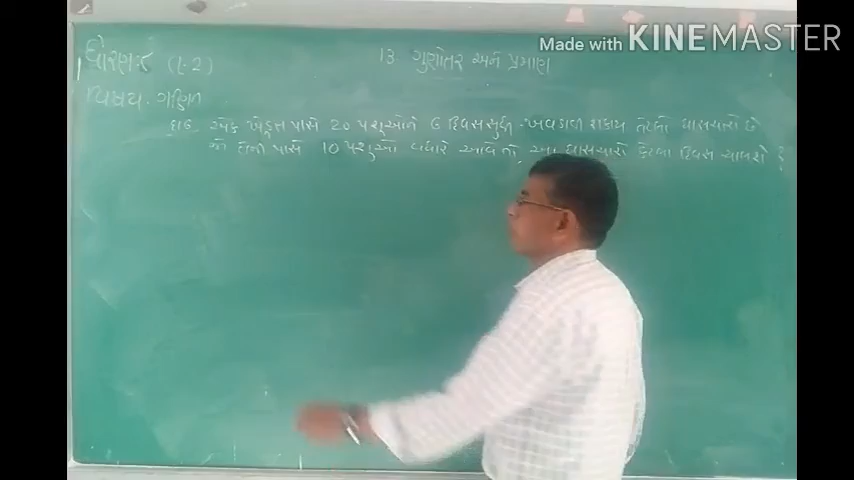 Made with KINEMASTER
ધોરણ:૮ (૬-2) 13 ગુણોતર અને પ્રમાણ
વિષય. ગણિત
દા.6. એક ખેડૂત પાસે 20 પશુઓને 6 દિવસ સુધી ખવડાવી શકાય તેટલો ઘાસચારો છે
જો તેની પાસે 10 પશુઓ વધારે આવે તો આ ઘાસચારો કેટલા દિવસ ચાલશે ?